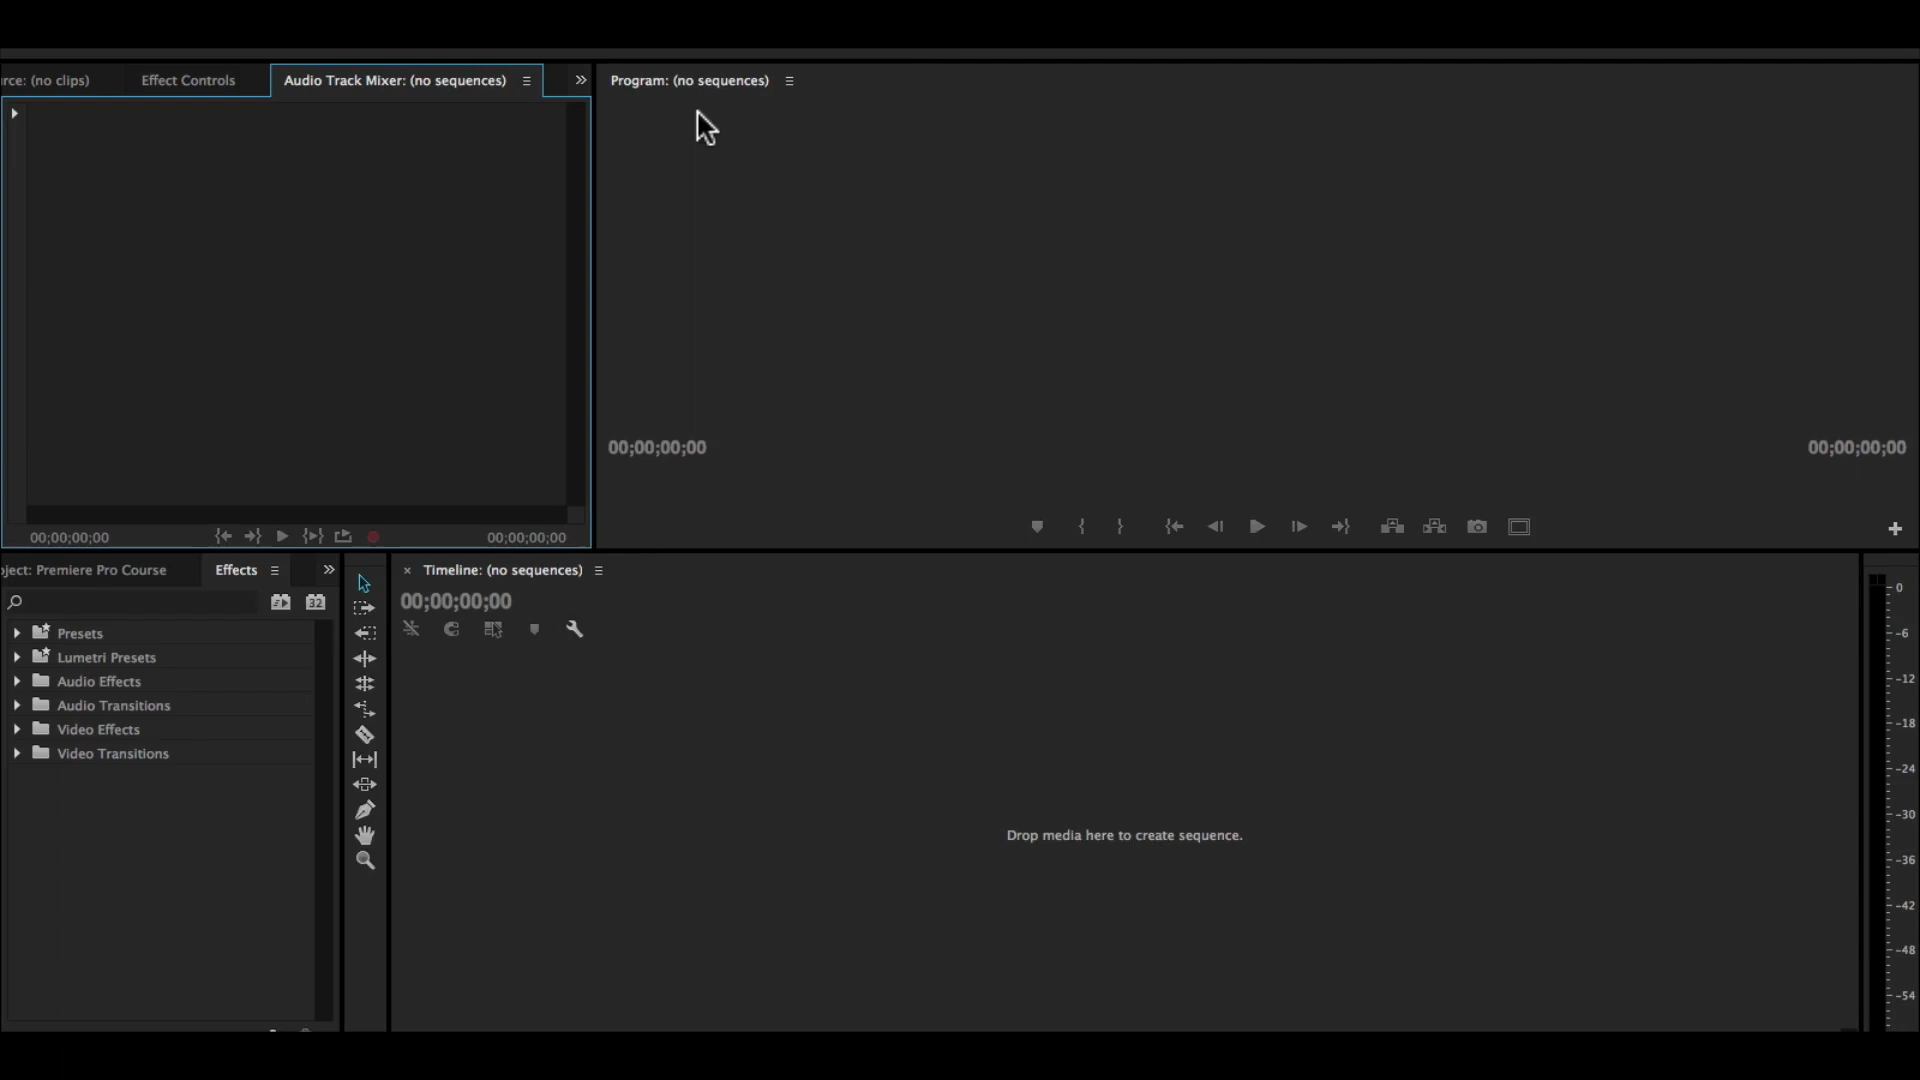 rce: (no clips)
Effect Controls
Audio Track Mixer: (no sequences)
Program: (no sequences)
00;00;00;00
00;00;00;00
00;00;00;00
00;00;00;00
ject: Premiere Pro Course
Effects
Timeline: (no sequences)
00;00;00;00
32
Presets
Lumetri Presets
Audio Effects
Audio Transitions
Video Effects
Video Transitions
Drop media here to create sequence.
0
-6
-12
-18
-24
-30
-36
-42
-48
-54